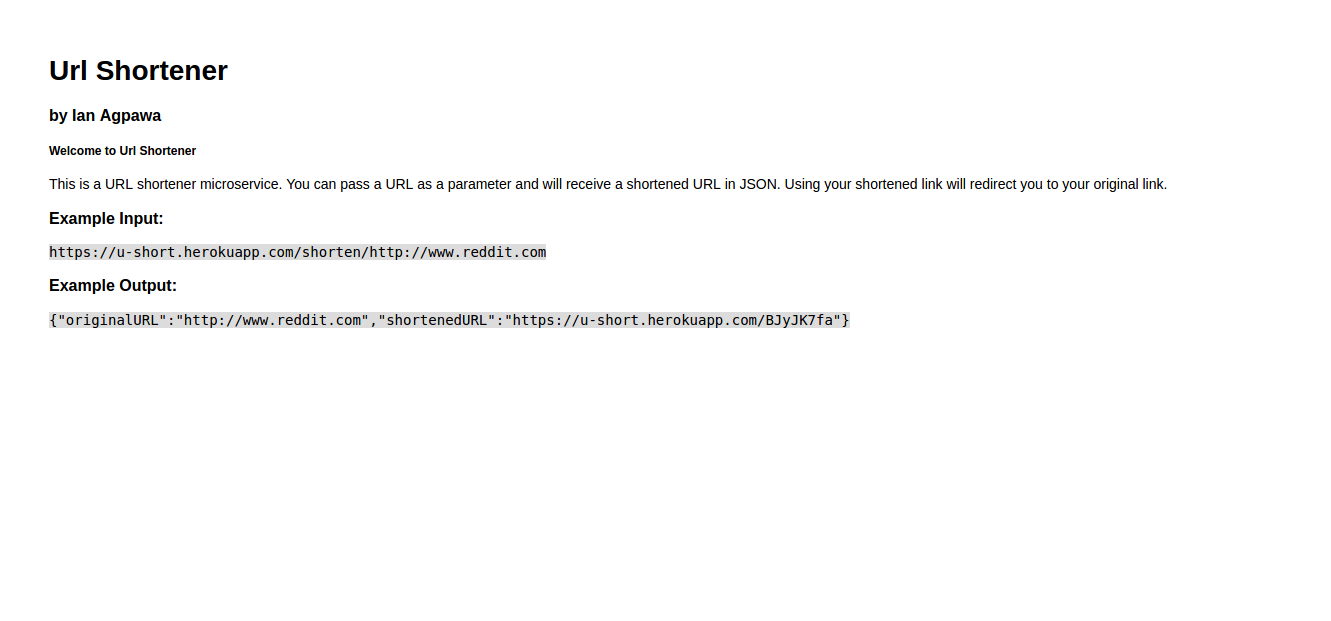 Url Shortener
by Ian Agpawa
Welcome to Url Shortener
This is a URL shortener microservice. You can pass a URL as a parameter and will receive a shortened URL in JSON. Using your shortened link will redirect you to your original link.
Example Input:
https://u-short.herokuapp.com/shorten/http://www.reddit.com
Example Output:
{"originalURL":"http://www.reddit.com","shortenedURL":"https://u-short.herokuapp.com/BJyJK7fa"}